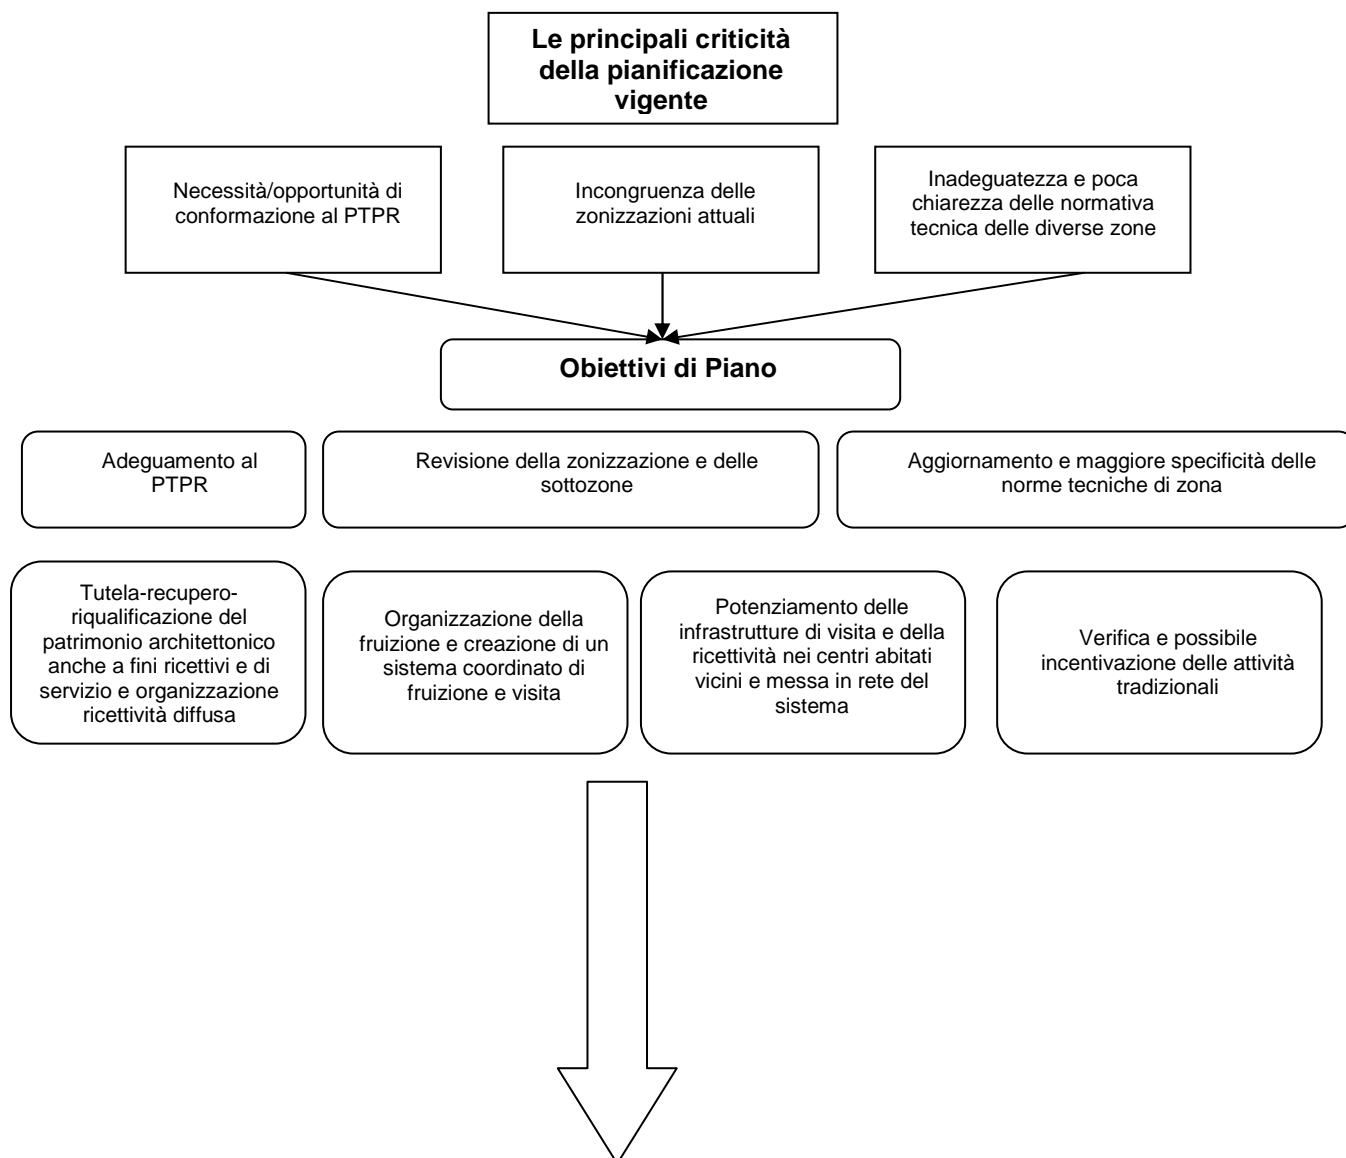 Le principali criticità
della pianificazione
vigente
Necessità/opportunità di
conformazione al PTPR
Incongruenza delle
zonizzazioni attuali
Inadeguatezza e poca
chiarezza delle normativa
tecnica delle diverse zone
Obiettivi di Piano
Adeguamento al
PTPR
Revisione della zonizzazione e delle
sottozone
Aggiornamento e maggiore specificità delle
norme tecniche di zona
Tutela-recupero-
riqualificazione del
patrimonio architettonico
anche a fini ricettivi e di
servizio e organizzazione
ricettività diffusa
Organizzazione della
fruizione e creazione di un
sistema coordinato di
fruizione e visita
Potenziamento delle
infrastrutture di visita e della
ricettività nei centri abitati
vicini e messa in rete del
sistema
Verifica e possibile
incentivazione delle attività
tradizionali